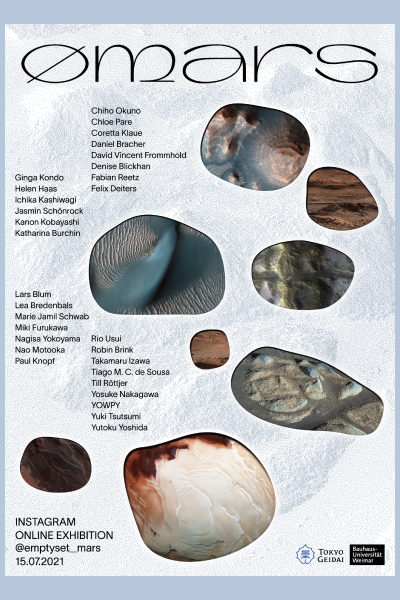 ømars
Chiho Okuno
Chloe Pare
Coretta Klaue
Daniel Bracher
David Vincent Frommhold
Denise Blickhan
Fabian Reetz
Felix Deiters
Ginga Kondo
Helen Haas
Ichika Kashiwagi
Jasmin Schönrock
Kanon Kobayashi
Katharina Burchin
Lars Blum
Lea Bredenbals
Marie Jamil Schwab
Miki Furukawa
Nagisa Yokoyama
Nao Motooka
Paul Knopf
Rio Usui
Robin Brink
Takamaru Izawa
Tiago M. C. de Sousa
Till Röttjer
Yosuke Nakagawa
YOWPY
Yuki Tsutsumi
Yutoku Yoshida
INSTAGRAM
ONLINE EXHIBITION
@emptyset_mars
15.07.2021
TOKYO
GEIDAI
Bauhaus-
Universität
Weimar